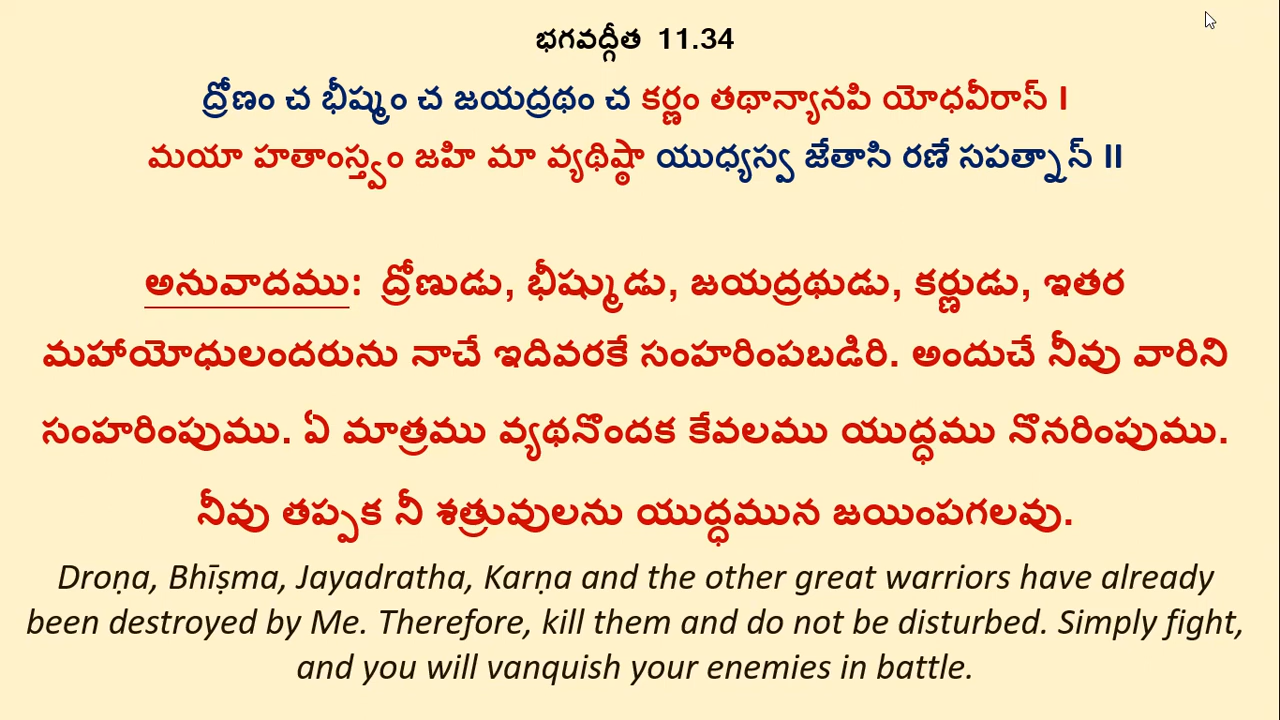 భగవద్గీత 11.34
ద్రోణం చ భీష్మం చ జయద్రథం చ కర్ణం తథాన్యానపి యోధవీరాస్ I
మయా హతాంస్త్వం జహి మా వ్యథిష్ఠా యుధ్యస్వ జేతాసి రణే సపత్నాస్ II
అనువాదము: ద్రోణుడు, భీష్ముడు, జయద్రథుడు, కర్ణుడు, ఇతర
మహాయోధులందరును నాచే ఇదివరకే సంహరింపబడిరి. అందుచే నీవు వారిని
సంహరింపుము. ఏ మాత్రము వ్యథనొందక కేవలము యుద్ధము నొనరింపుము.
నీవు తప్పక నీ శత్రువులను యుద్ధమున జయింపగలవు.
Droṇa, Bhīṣma, Jayadratha, Karṇa and the other great warriors have already
been destroyed by Me. Therefore, kill them and do not be disturbed. Simply fight,
and you will vanquish your enemies in battle.